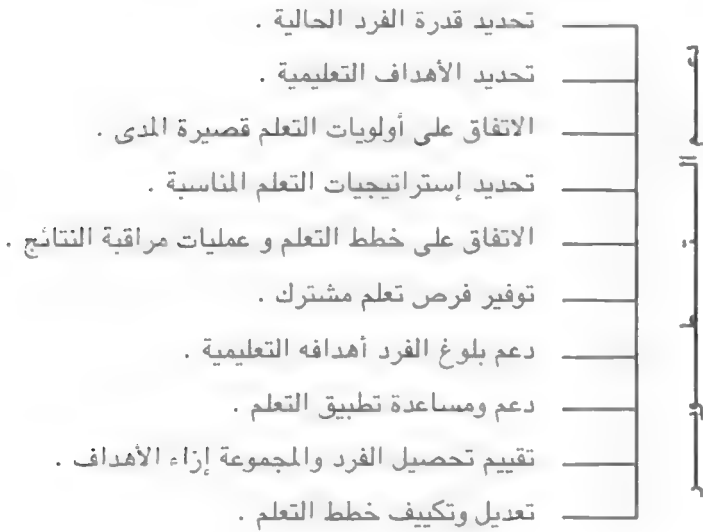 دعم التطوير
تحديد قدرة الفرد الحالية .
تحديد الأهداف التعليمية .
الاتفاق على أولويات التعلم قصيرة المدى .
تحديد إستراتيجيات التعلم المناسبة .
الاتفاق على خطط التعلم و عمليات مراقبة النتائج .
توفير فرص تعلم مشترك .
دعم بلوغ الفرد أهدافه التعليمية .
دعم ومساعدة تطبيق التعلم .
تقييم تحصيل الفرد والمجموعة إزاء الأهداف .
تعديل وتكييف خطط التعلم .